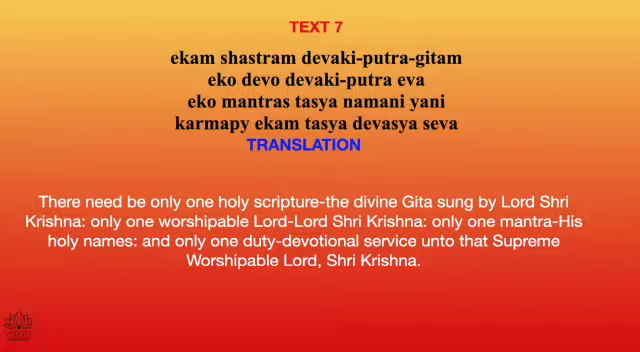 TEXT 7
ekam shastram devaki-putra-gitam
eko devo devaki-putra eva
eko mantras tasya namani yani
karmapy ekam tasya devasya seva
TRANSLATION
There need be only one holy scripture-the divine Gita sung by Lord Shri
Krishna: only one worshipable Lord-Lord Shri Krishna: only one mantra-His
holy names: and only one duty-devotional service unto that Supreme
Worshipable Lord, Shri Krishna.